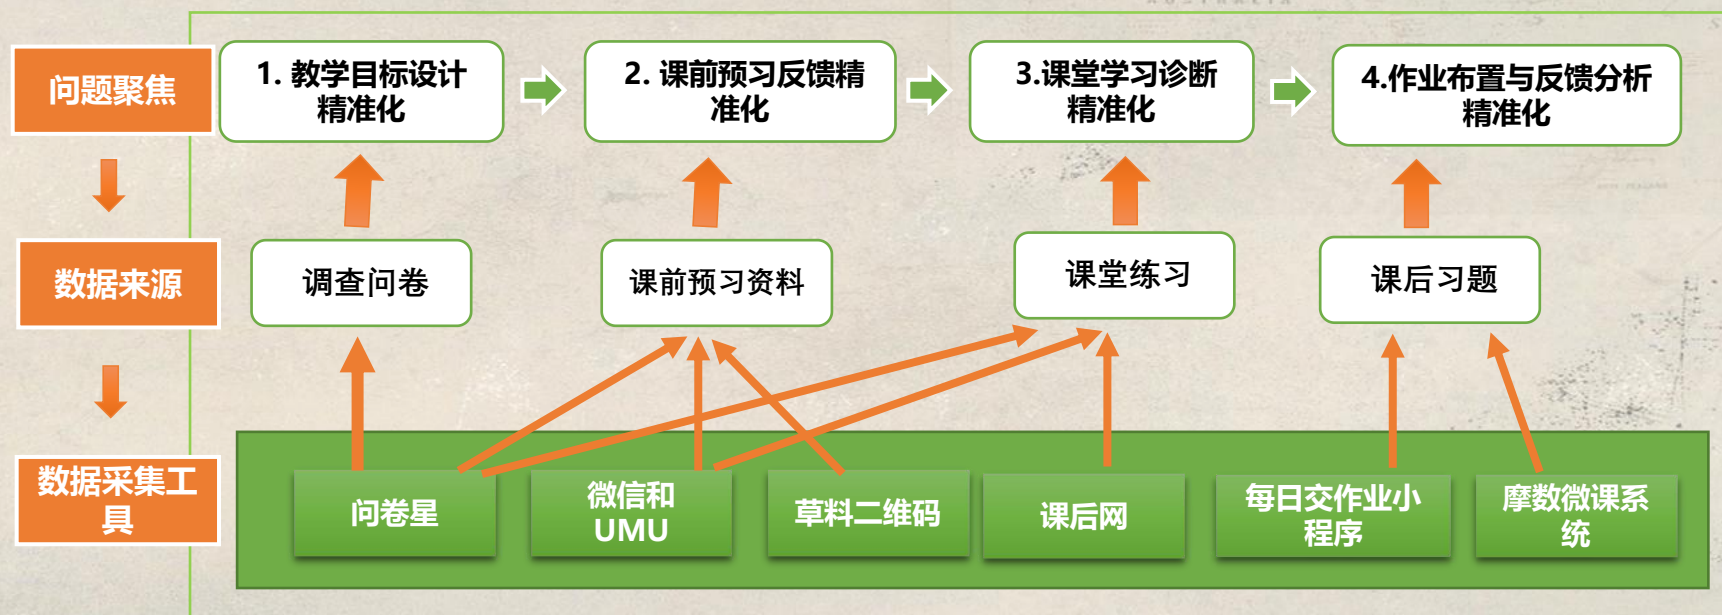 问题聚焦
1. 教学目标设计
精准化
2. 课前预习反馈精
准化
3.课堂学习诊断
精准化
4.作业布置与反馈分析
精准化
数据来源
调查问卷
课前预习资料
课堂练习
课后习题
数据采集工
具
问卷星
微信和
UMU
草料二维码
课后网
每日交作业小
程序
摩数微课系
统